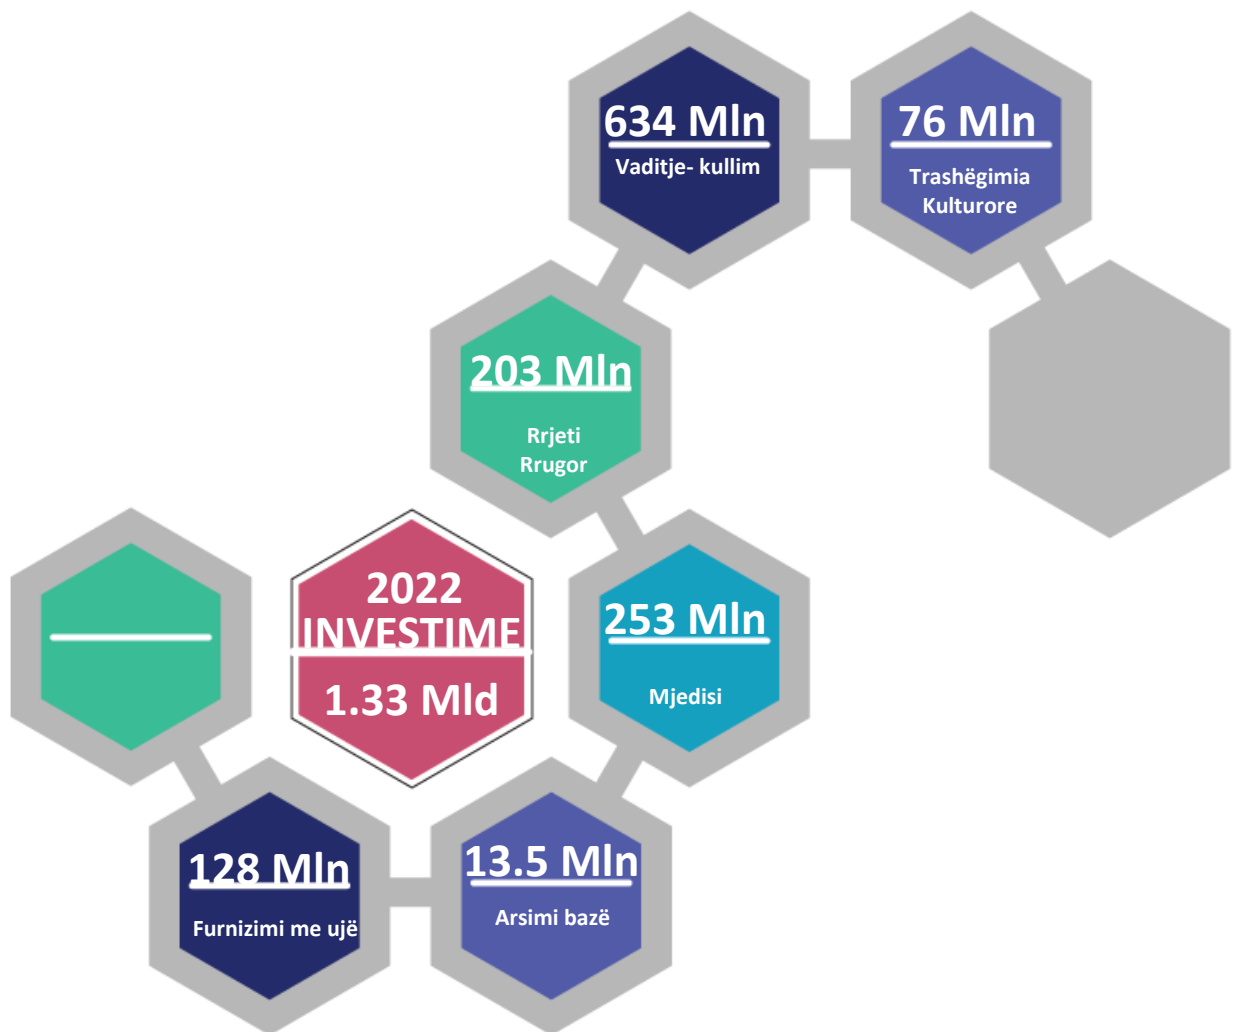 634 Mln
Vaditje- kullim
76 Mln
Trashëgimia
Kulturore
203 Mln
Rrjeti
Rrugor
2022
INVESTIME
1.33 Mld
253 Mln
Mjedisi
128 Mln
Furnizimi me ujë
13.5 Mln
Arsimi bazë